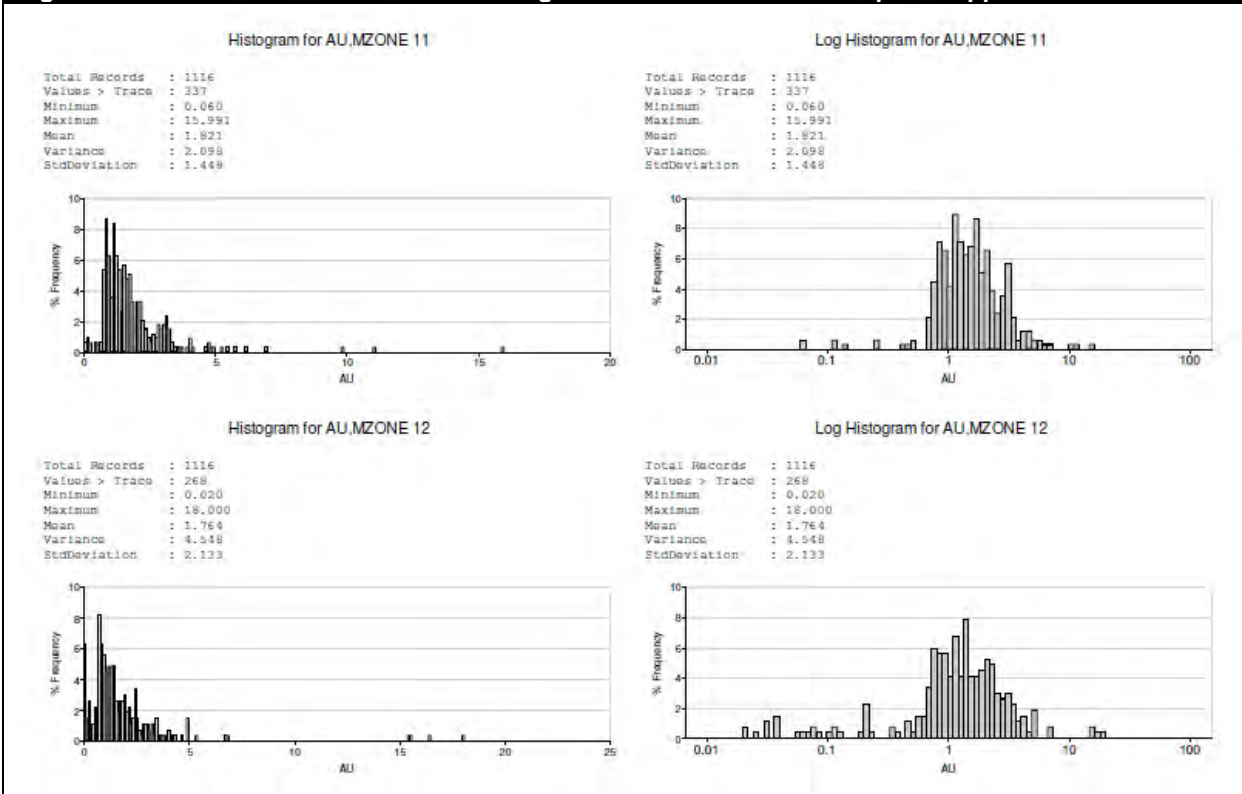 Histogram for AU,MZONE 11
Total Records : 1116
Values > Trace : 337
Minimum : 0.060
Maximum : 15.991
Mean : 1.821
Variance : 2.098
StdDeviation : 1.448
10
8
6
4
2
0
% Frequency
0 5 10 15 20
AU
Log Histogram for AU,MZONE 11
Total Records : 1116
Values > Trace : 337
Minimum : 0.060
Maximum : 15.991
Mean : 1.821
Variance : 2.098
StdDeviation : 1.448
10
8
6
4
2
0
% Frequency
0.01 0.1 1 10 100
AU
Histogram for AU,MZONE 12
Total Records : 1116
Values > Trace : 268
Minimum : 0.020
Maximum : 18.000
Mean : 1.764
Variance : 4.548
StdDeviation : 2.133
10
8
6
4
2
0
% Frequency
0 5 10 15 20 25
AU
Log Histogram for AU,MZONE 12
Total Records : 1116
Values > Trace : 268
Minimum : 0.020
Maximum : 18.000
Mean : 1.764
Variance : 4.548
StdDeviation : 2.133
10
8
6
4
2
0
% Frequency
0.01 0.1 1 10 100
AU